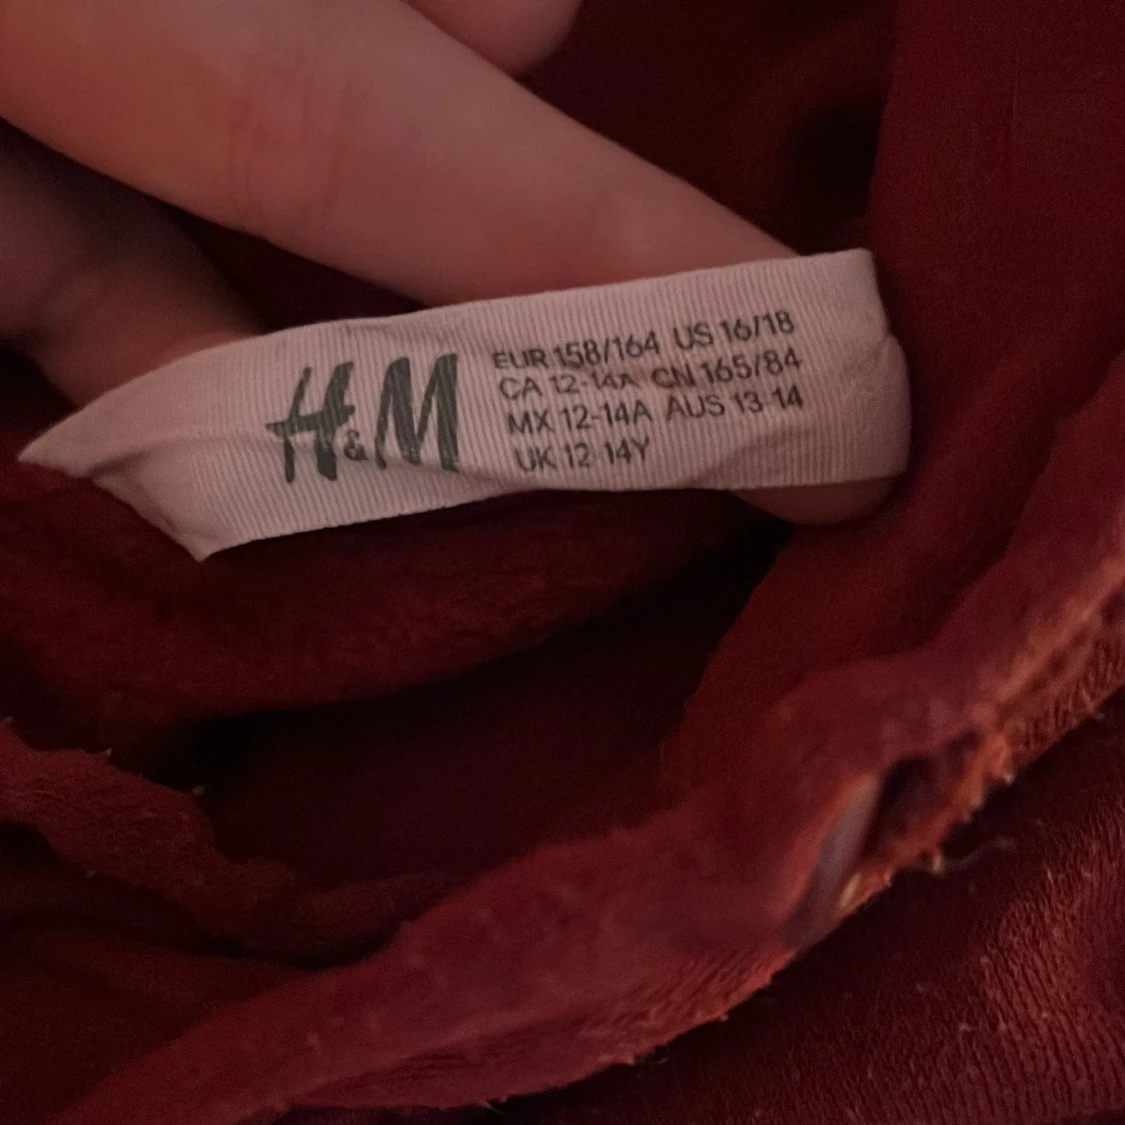 H&M
EUR 158/164 US 16/18
CA 12-14A CN 165/84
MX 12-14A AUS 13-14
UK 12-14Y